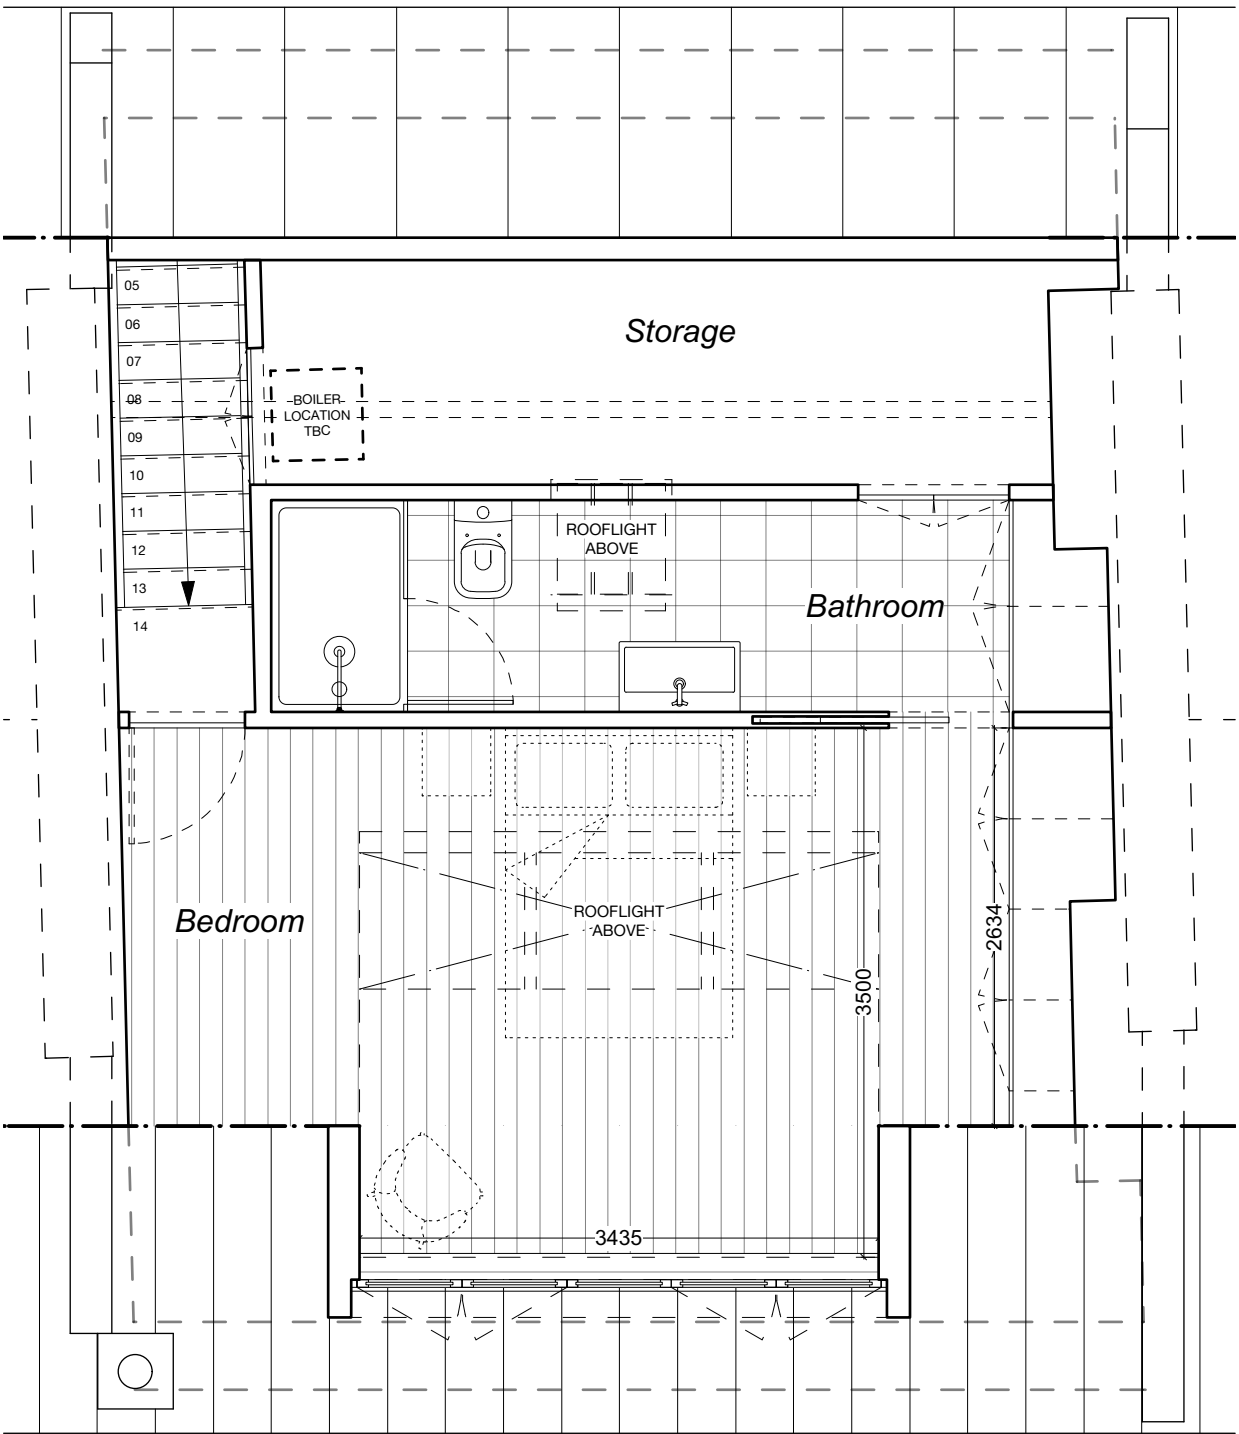 05
06
Storage
07
08
BOILER
LOCATION
TBC
09
10
11
ROOFLIGHT
ABOVE
12
13
Bathroom
14
Bedroom
ROOFLIGHT
ABOVE
2634
3500
3435